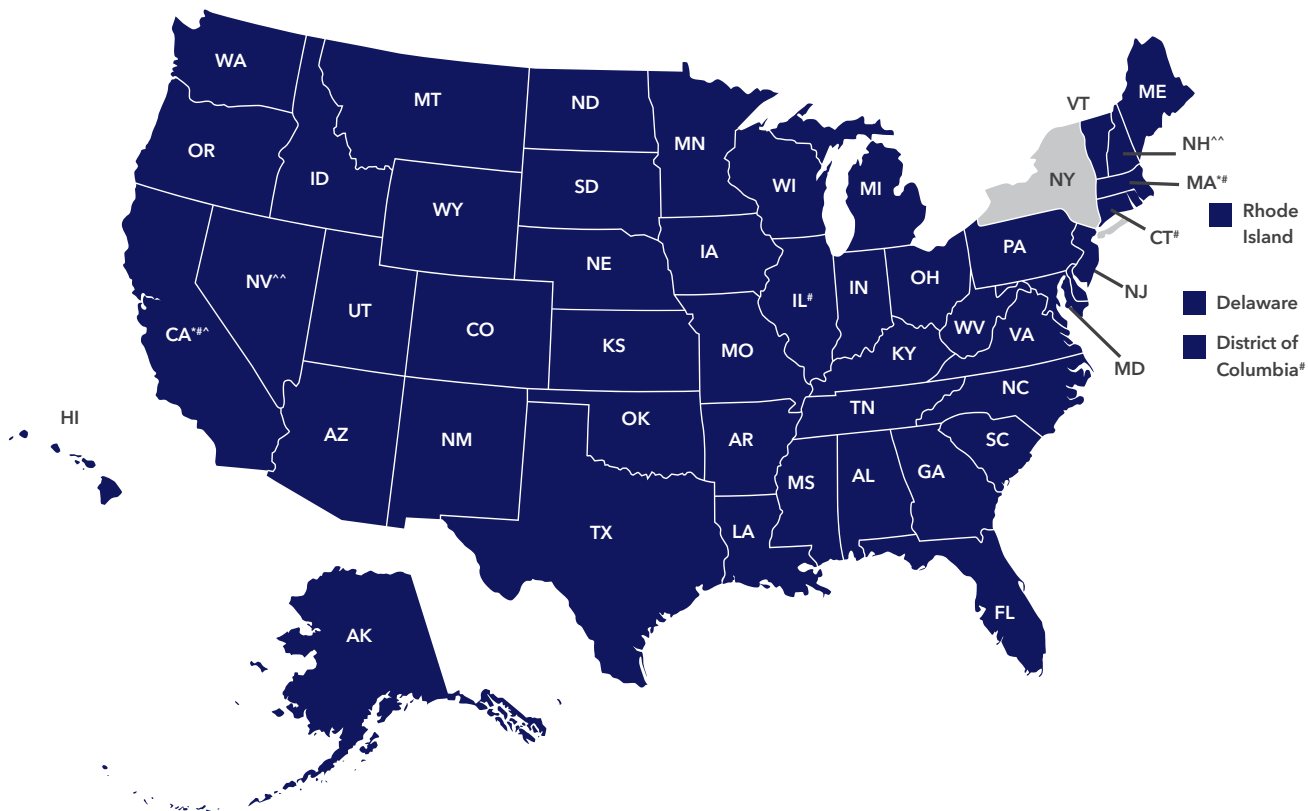 WA
MT
ND
MN
VT
ME
OR
ID
SD
WI
MI
NY
NH^^
MA*#
WY
Rhode
Island
CT#
IA
PA
NE
NV^^
OH
IL#
IN
NJ
UT
CO
Delaware
CA*#^
WV
VA
KS
MO
KY
District of
Columbia#
MD
NC
HI
TN
OK
AZ
NM
AR
SC
MS
AL
GA
TX
LA
FL
AK